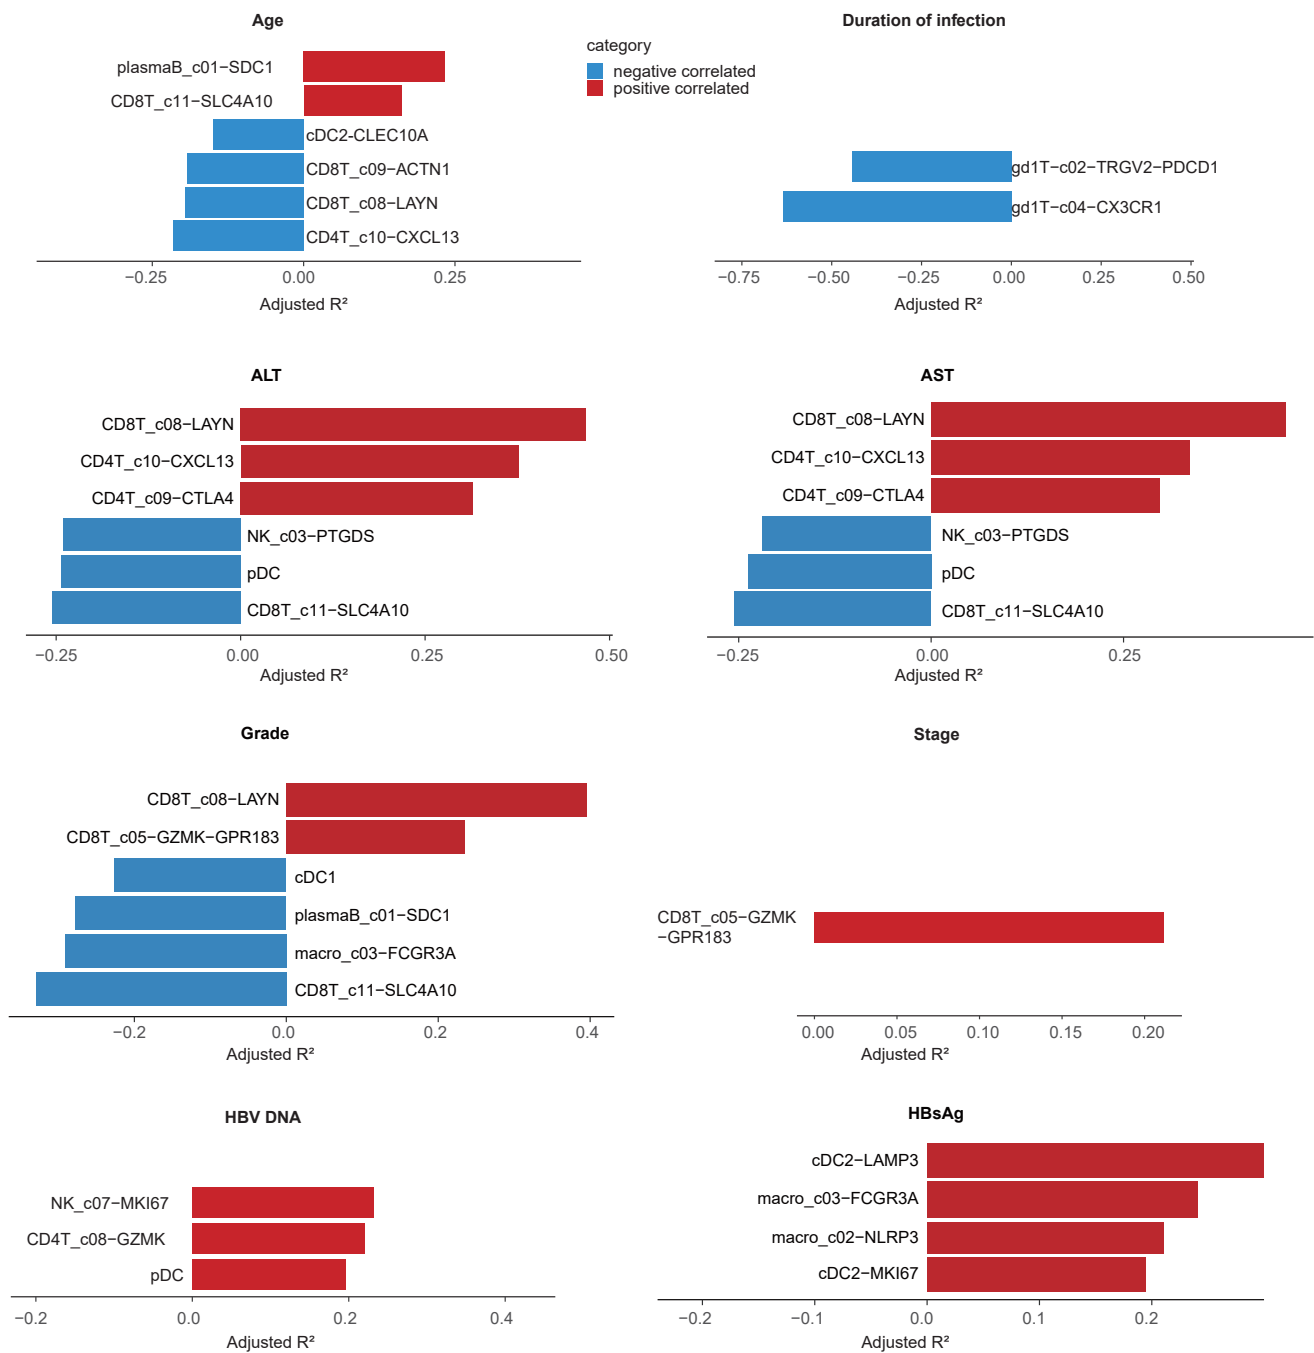 Age
plasmaB_c01−SDC1
CD8T_c11−SLC4A10
cDC2-CLEC10A
CD8T_c09−ACTN1
CD8T_c08−LAYN
CD4T_c10−CXCL13
−0.25 0.00 0.25
Adjusted R²
category
negative correlated
positive correlated
Duration of infection
gd1T−c02−TRGV2−PDCD1
gd1T−c04−CX3CR1
−0.75 −0.50 −0.25 0.00 0.25 0.50
Adjusted R²
ALT
CD8T_c08−LAYN
CD4T_c10−CXCL13
CD4T_c09−CTLA4
NK_c03−PTGDS
pDC
CD8T_c11−SLC4A10
−0.25 0.00 0.25 0.50
Adjusted R²
AST
CD8T_c08−LAYN
CD4T_c10−CXCL13
CD4T_c09−CTLA4
NK_c03−PTGDS
pDC
CD8T_c11−SLC4A10
−0.25 0.00 0.25
Adjusted R²
Grade
CD8T_c08−LAYN
CD8T_c05−GZMK−GPR183
cDC1
plasmaB_c01−SDC1
macro_c03−FCGR3A
CD8T_c11−SLC4A10
−0.2 0.0 0.2 0.4
Adjusted R²
Stage
CD8T_c05−GZMK
−GPR183
0.00 0.05 0.10 0.15 0.20
Adjusted R²
HBV DNA
NK_c07−MKI67
CD4T_c08−GZMK
pDC
−0.2 0.0 0.2 0.4
Adjusted R²
HBsAg
cDC2−LAMP3
macro_c03−FCGR3A
macro_c02−NLRP3
cDC2−MKI67
−0.2 −0.1 0.0 0.1 0.2
Adjusted R²